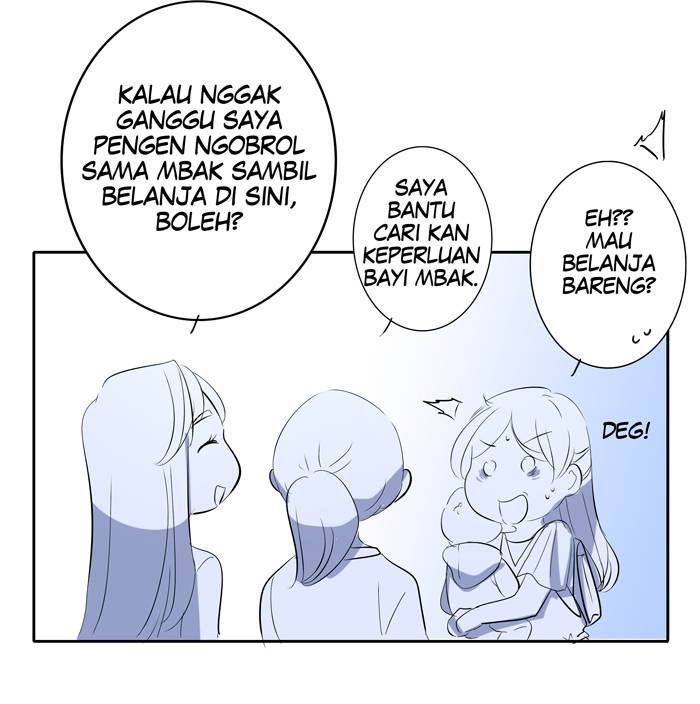 KALAU NGGAK
GANGGU SAYA
PENGEN NGOBROL
SAMA MBAK SAMBIL
BELANJA DI SINI,
BOLEH?
SAYA
BANTU
CARI KAN
KEPERLUAN
BAYI MBAK.
EH??
MAU
BELANJA
BARENG?
DEG!